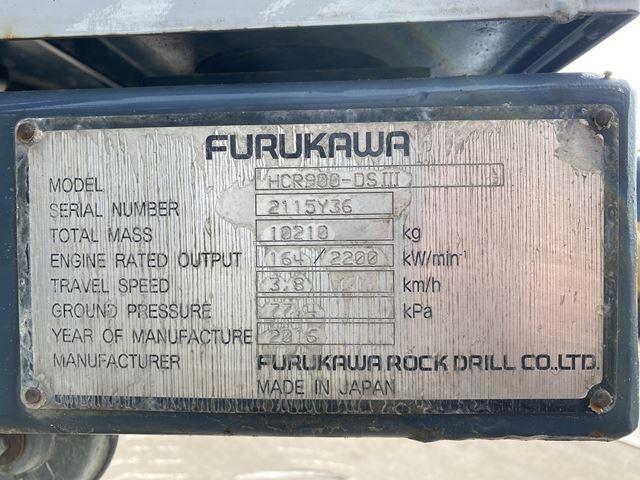 FURUKAWA
MODEL HCR900-DSIII
SERIAL NUMBER 2115Y36
TOTAL MASS 10210 kg
ENGINE RATED OUTPUT 164/2200 kW/min⁻¹
TRAVEL SPEED 3.8 km/h
GROUND PRESSURE 77.4 kPa
YEAR OF MANUFACTURE 2016
MANUFACTURER FURUKAWA ROCK DRILL CO.,LTD.
MADE IN JAPAN